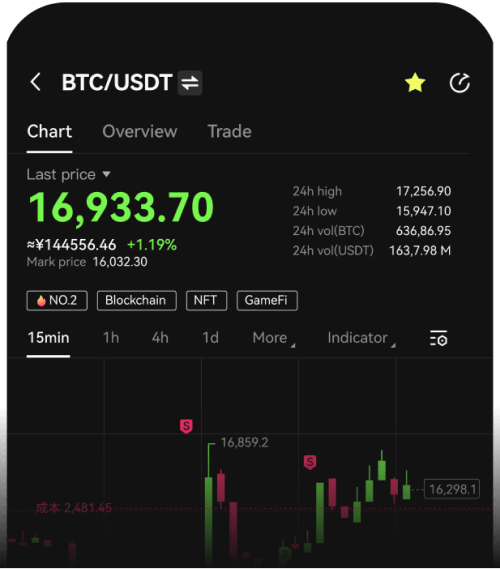 BTC/USDT
Chart Overview Trade
Last price
16,933.70
≈¥144556.46 +1.19%
Mark price 16,032.30
24h high 17,256.90
24h low 15,947.10
24h vol(BTC) 636,86.95
24h vol(USDT) 163,7.98 M
NO.2 Blockchain NFT GameFi
15min 1h 4h 1d More Indicator
S
16,859.2
S
16,298.1
成本 2,481.45